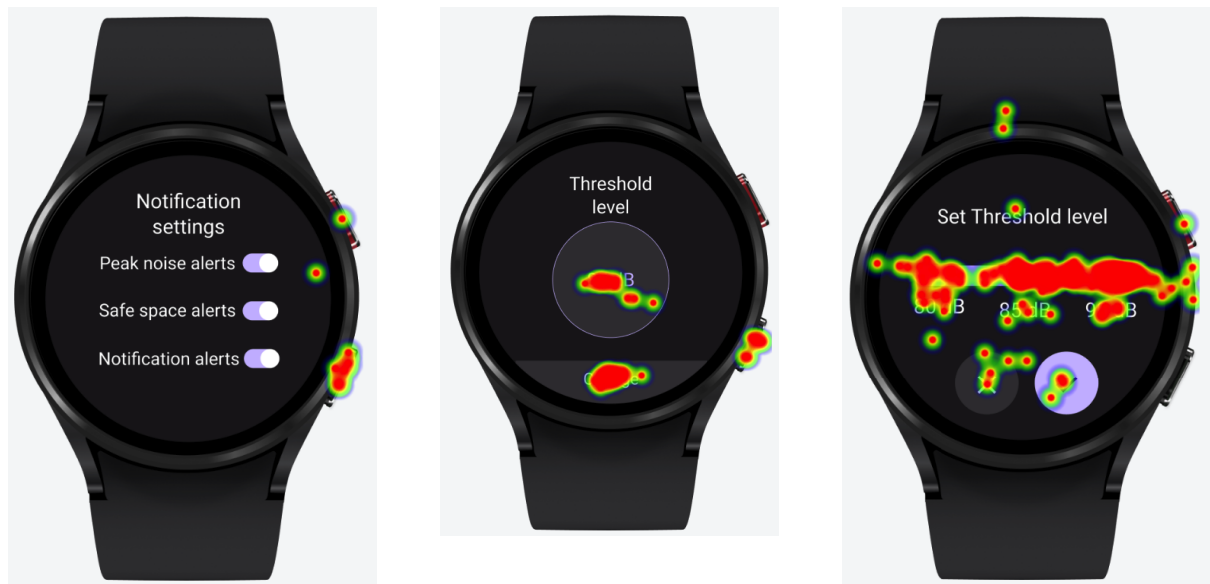 Notification
settings
Peak noise alerts
Safe space alerts
Notification alerts
Threshold
level
Set Threshold level